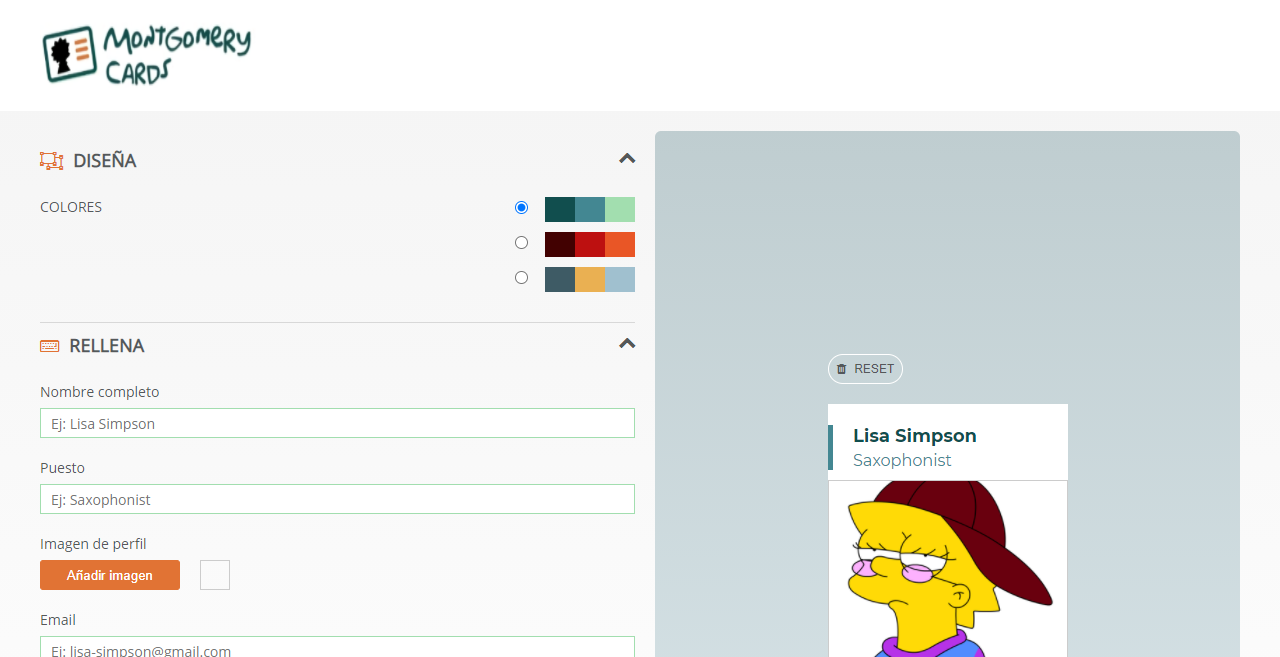 MONTGOMERY
CARDS
DISEÑA
COLORES
RELLENA
Nombre completo
Ej: Lisa Simpson
Puesto
Ej: Saxophonist
Imagen de perfil
Añadir imagen
Email
Ej: lisa-simpson@gmail.com
RESET
Lisa Simpson
Saxophonist